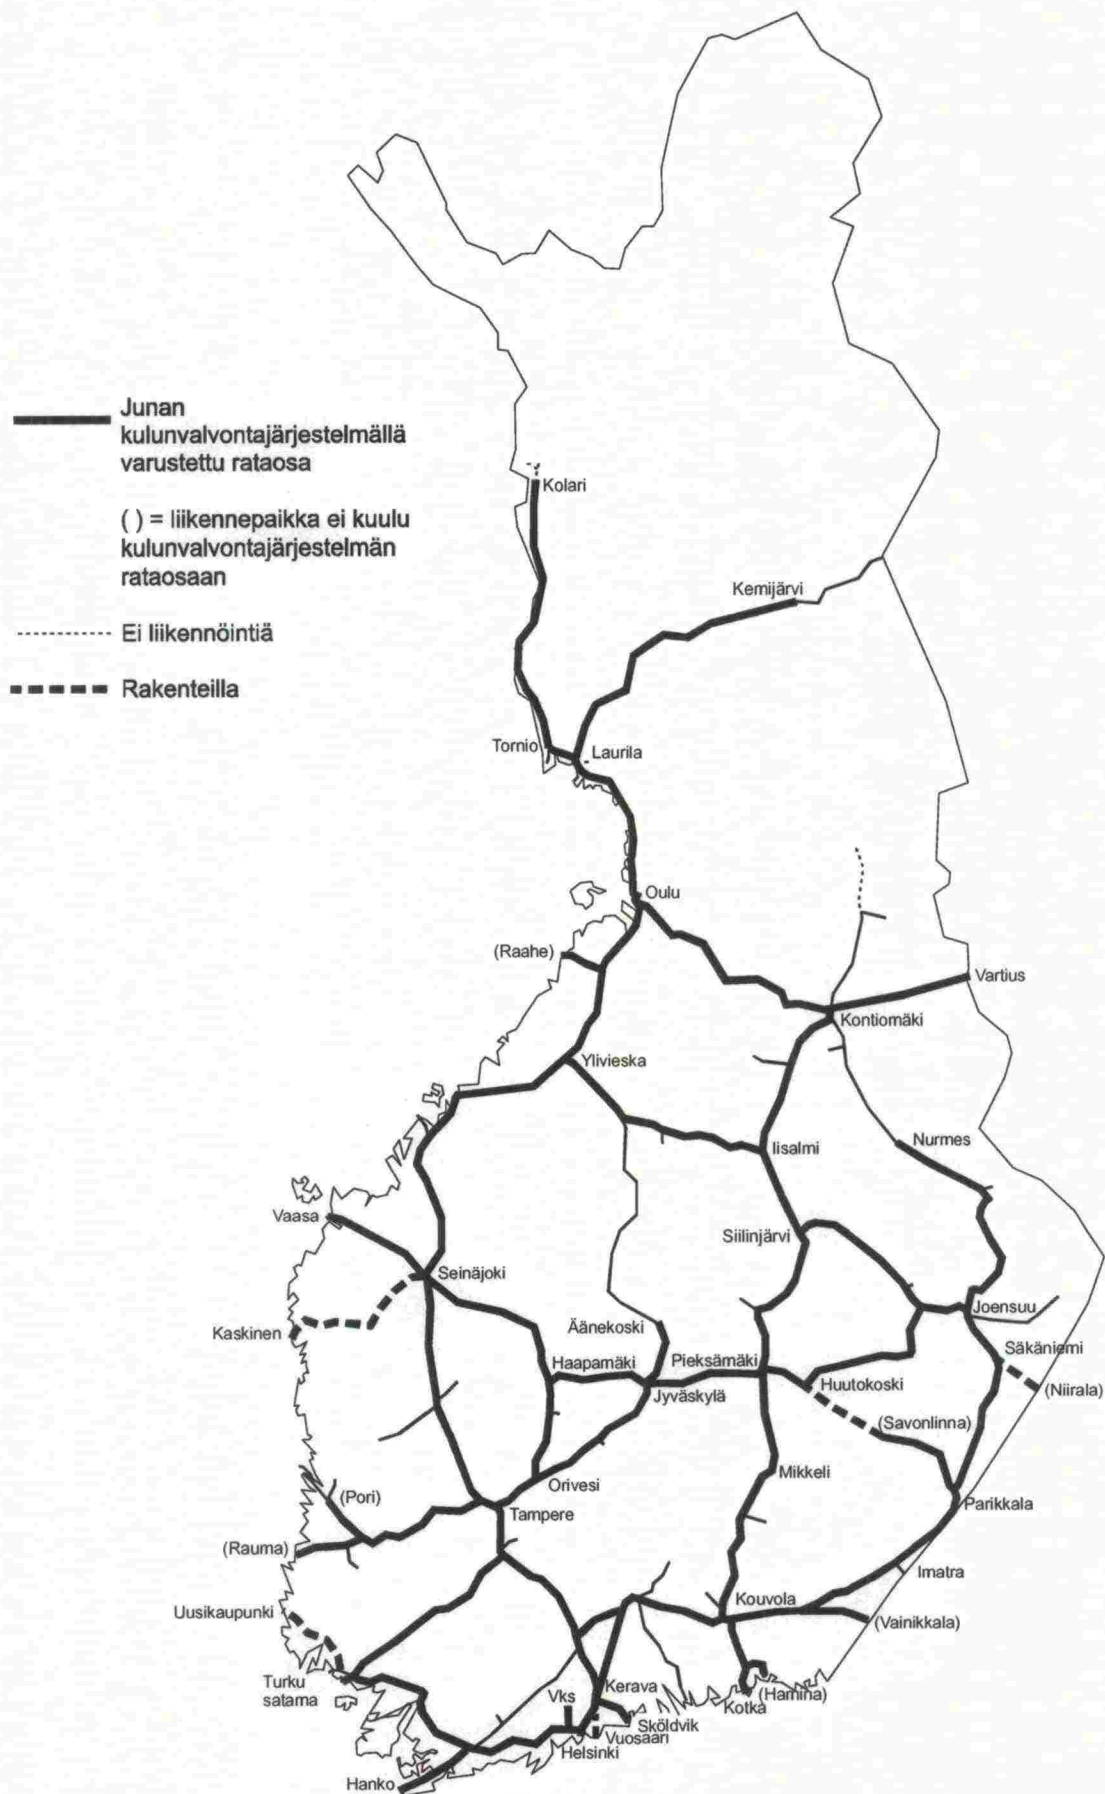 Junan
kulunvalvontajärjestelmällä
varustettu rataosa
( ) = liikennepaikka ei kuulu
kulunvalvontajärjestelmän
rataosaan
Ei liikennöintiä
Rakenteilla
Kolari
Kemijärvi
Tornio
Laurila
Oulu
(Raahe)
Vartius
Kontiomäki
Ylivieska
Nurmes
Iisalmi
Vaasa
Siilinjärvi
Seinäjoki
Joensuu
Äänekoski
Kaskinen
Säkäniemi
Haapamäki
Pieksämäki
Huutokoski
(Niirala)
Jyväskylä
(Savonlinna)
Mikkeli
Orivesi
(Pori)
Parikkala
Tampere
(Rauma)
Imatra
Kouvola
Uusikaupunki
(Vainikkala)
Turku
satama
Kerava
(Hamina)
Vks
Kotka
Sköldvik
Vuosaari
Helsinki
Hanko